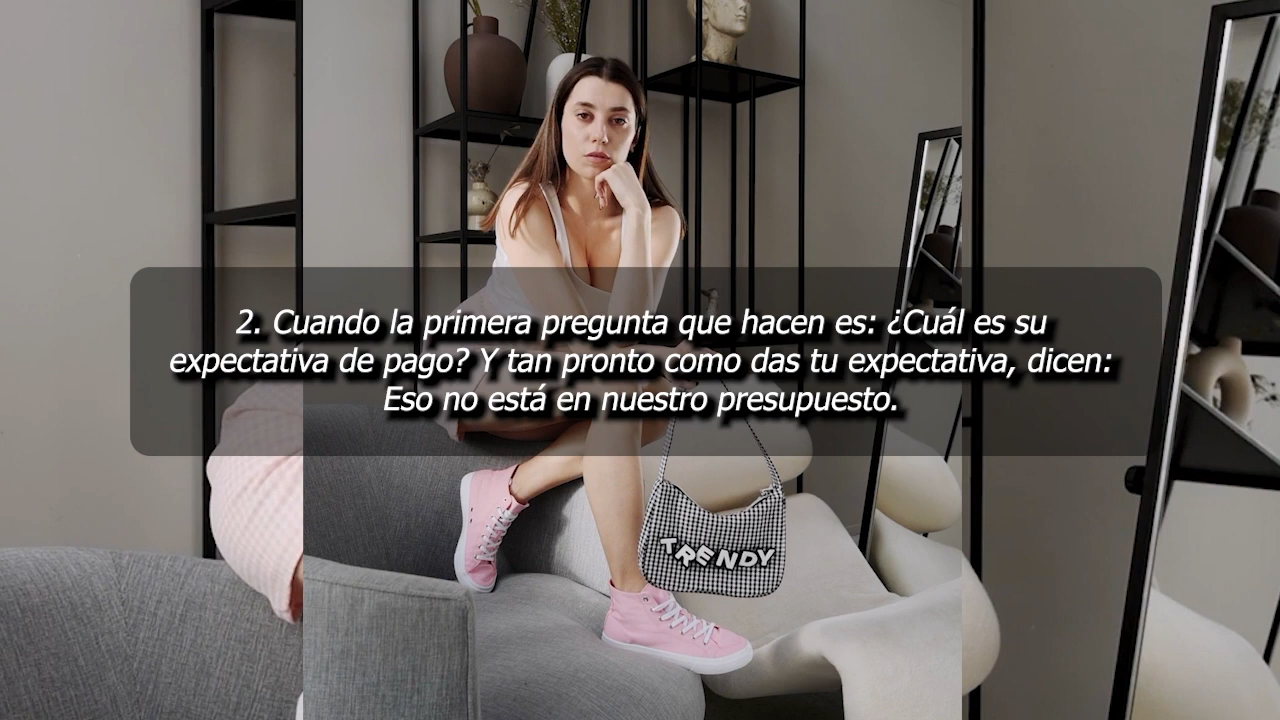 2. Cuando la primera pregunta que hacen es: ¿Cuál es su
expectativa de pago? Y tan pronto como das tu expectativa, dicen:
Eso no está en nuestro presupuesto.
TRENDY